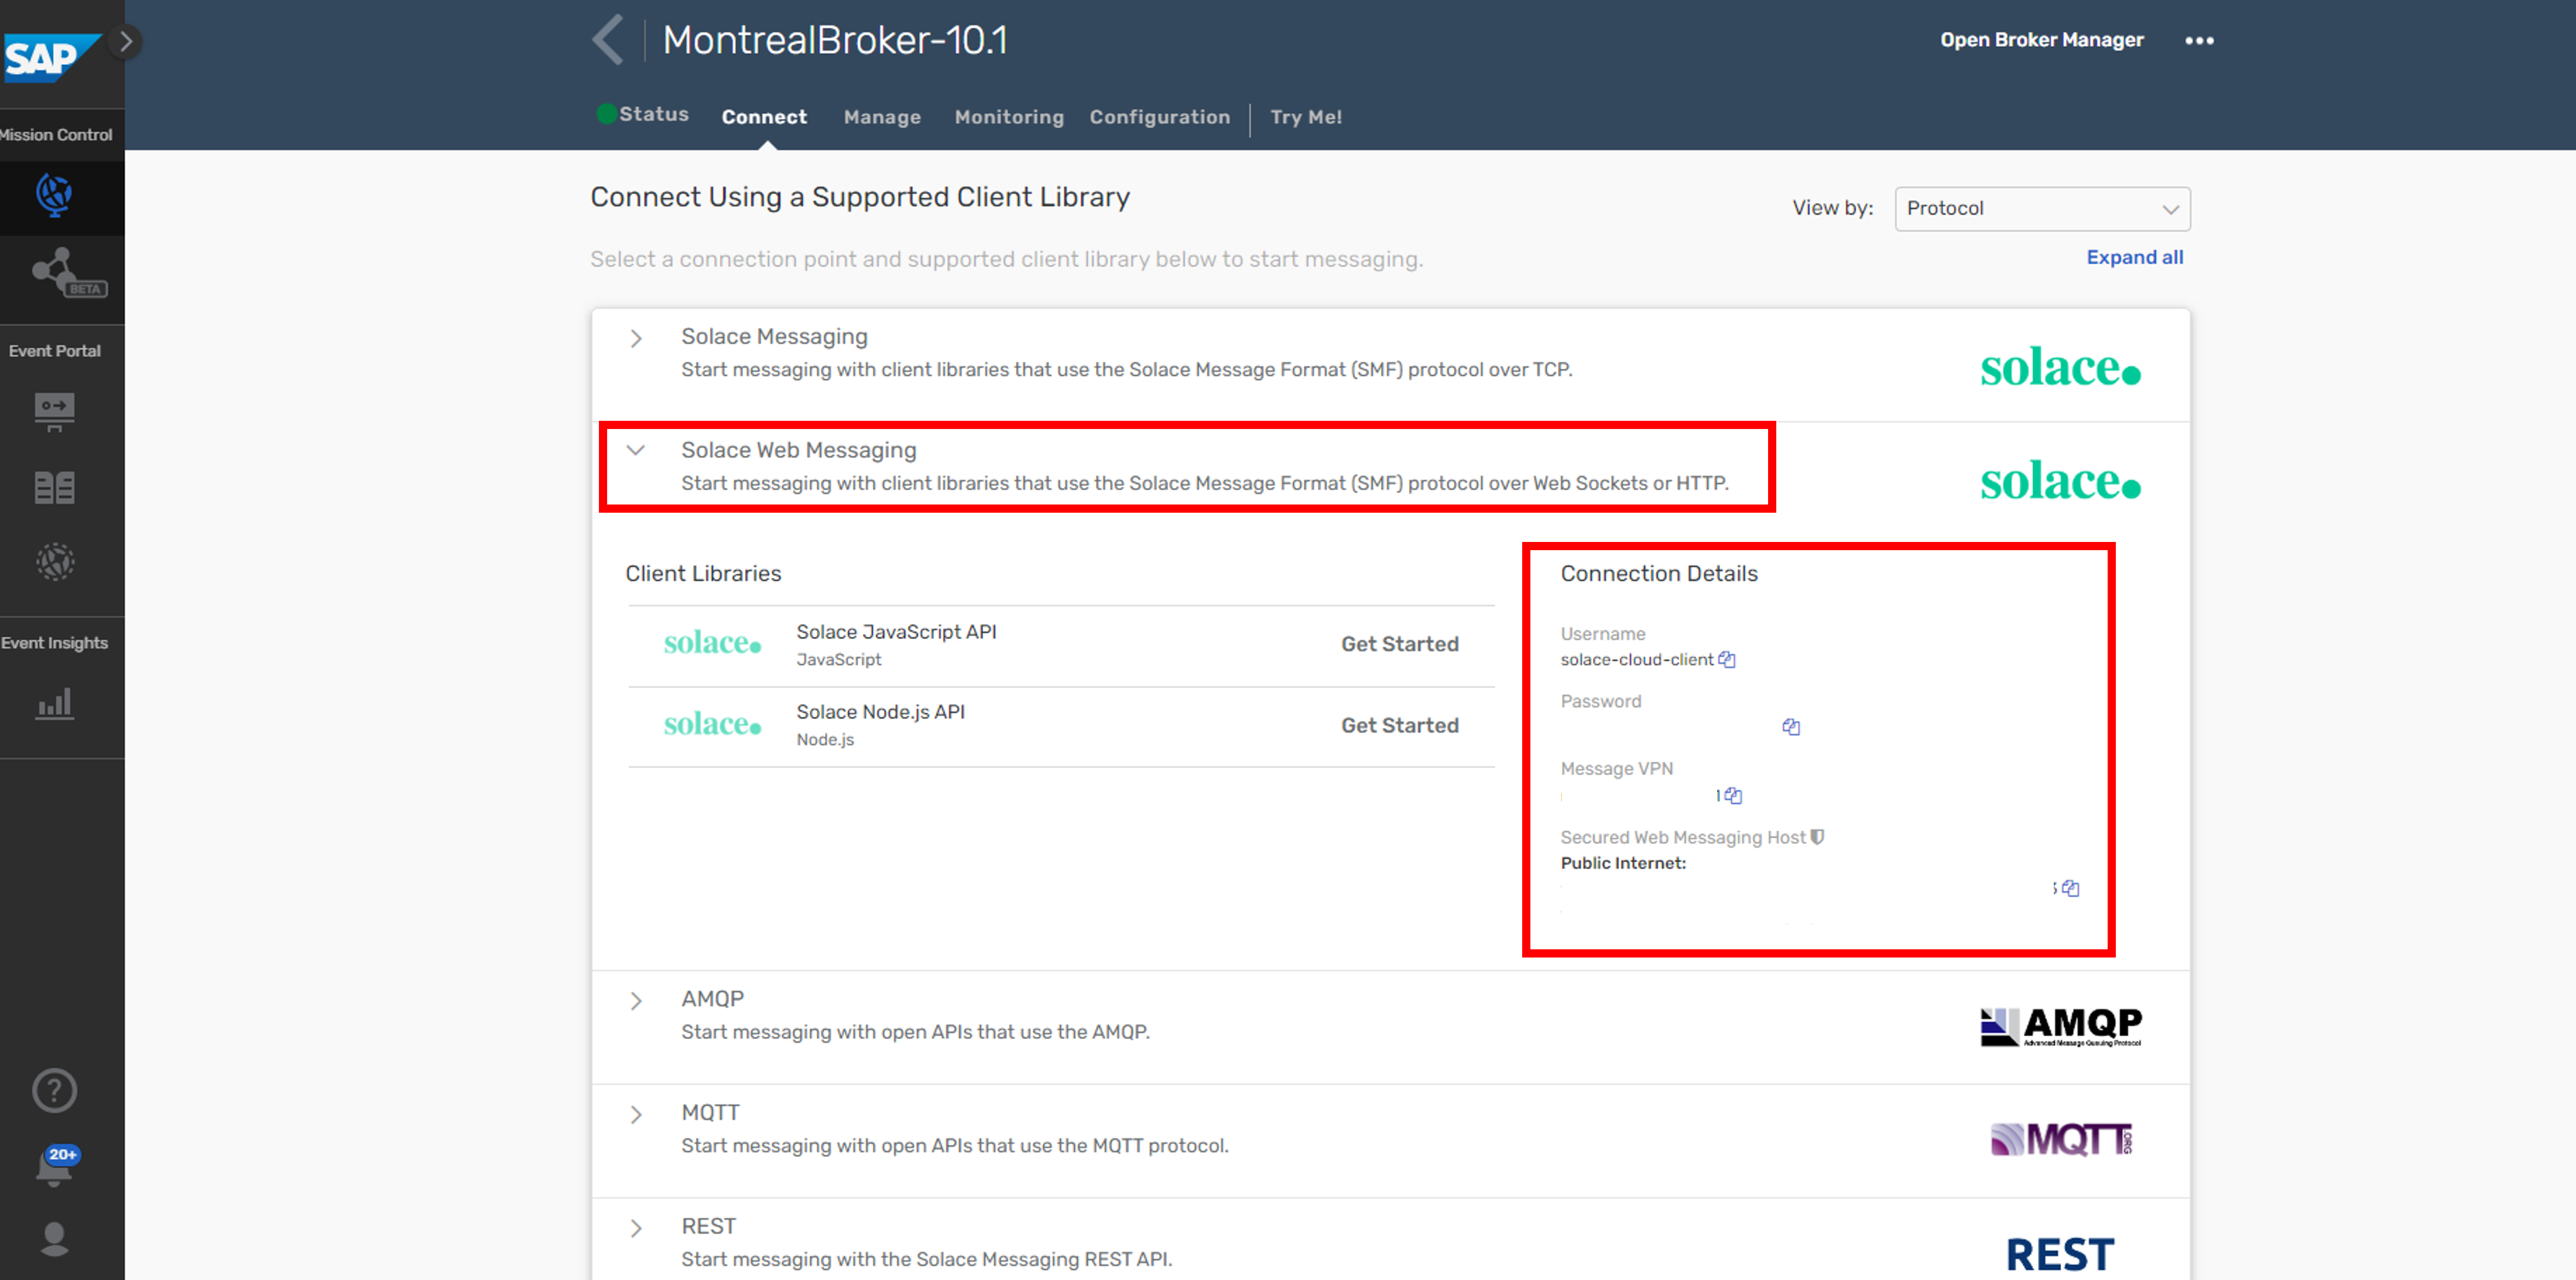 SAP
MontrealBroker-10.1
Open Broker Manager
Status
Connect
Manage
Monitoring
Configuration
Try Me!
Mission Control
BETA
Event Portal
Event Insights
20+
Connect Using a Supported Client Library
View by:
Protocol
Select a connection point and supported client library below to start messaging.
Expand all
Solace Messaging
Start messaging with client libraries that use the Solace Message Format (SMF) protocol over TCP.
solace.
Solace Web Messaging
Start messaging with client libraries that use the Solace Message Format (SMF) protocol over Web Sockets or HTTP.
solace.
Client Libraries
solace.
Solace JavaScript API
JavaScript
Get Started
solace.
Solace Node.js API
Node.js
Get Started
Connection Details
Username
solace-cloud-client
Password
Message VPN
Secured Web Messaging Host
Public Internet:
AMQP
Start messaging with open APIs that use the AMQP.
AMQP
Advanced Message Queuing Protocol
MQTT
Start messaging with open APIs that use the MQTT protocol.
MQTT.ORG
REST
Start messaging with the Solace Messaging REST API.
REST